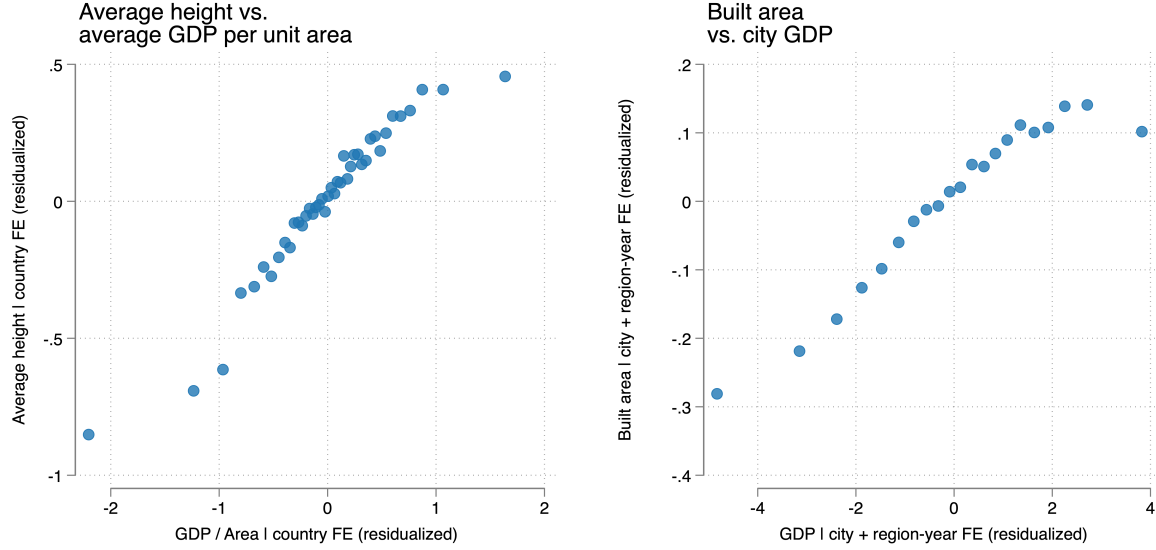 Average height vs.
average GDP per unit area
Average height | country FE (residualized)
.5
0
-.5
-1
-2
-1
0
1
2
GDP / Area | country FE (residualized)
Built area
vs. city GDP
Built area | city + region-year FE (residualized)
.2
.1
0
-.1
-.2
-.3
-.4
-4
-2
0
2
4
GDP | city + region-year FE (residualized)